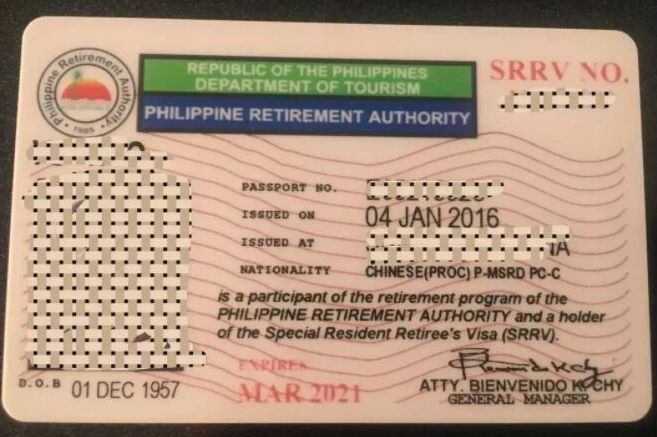 Philippine Retirement Authority
1985
REPUBLIC OF THE PHILIPPINES
DEPARTMENT OF TOURISM
PHILIPPINE RETIREMENT AUTHORITY
SRRV NO.
PASSPORT NO.
ISSUED ON 04 JAN 2016
ISSUED AT
NATIONALITY CHINESE(PROC) P-MSRD PC-C
is a participant of the retirement program of the
PHILIPPINE RETIREMENT AUTHORITY and a holder
of the Special Resident Retiree's Visa (SRRV).
D.O.B 01 DEC 1957
EXPIRES
MAR 2021
ATTY. BIENVENIDO K. CHY
GENERAL MANAGER